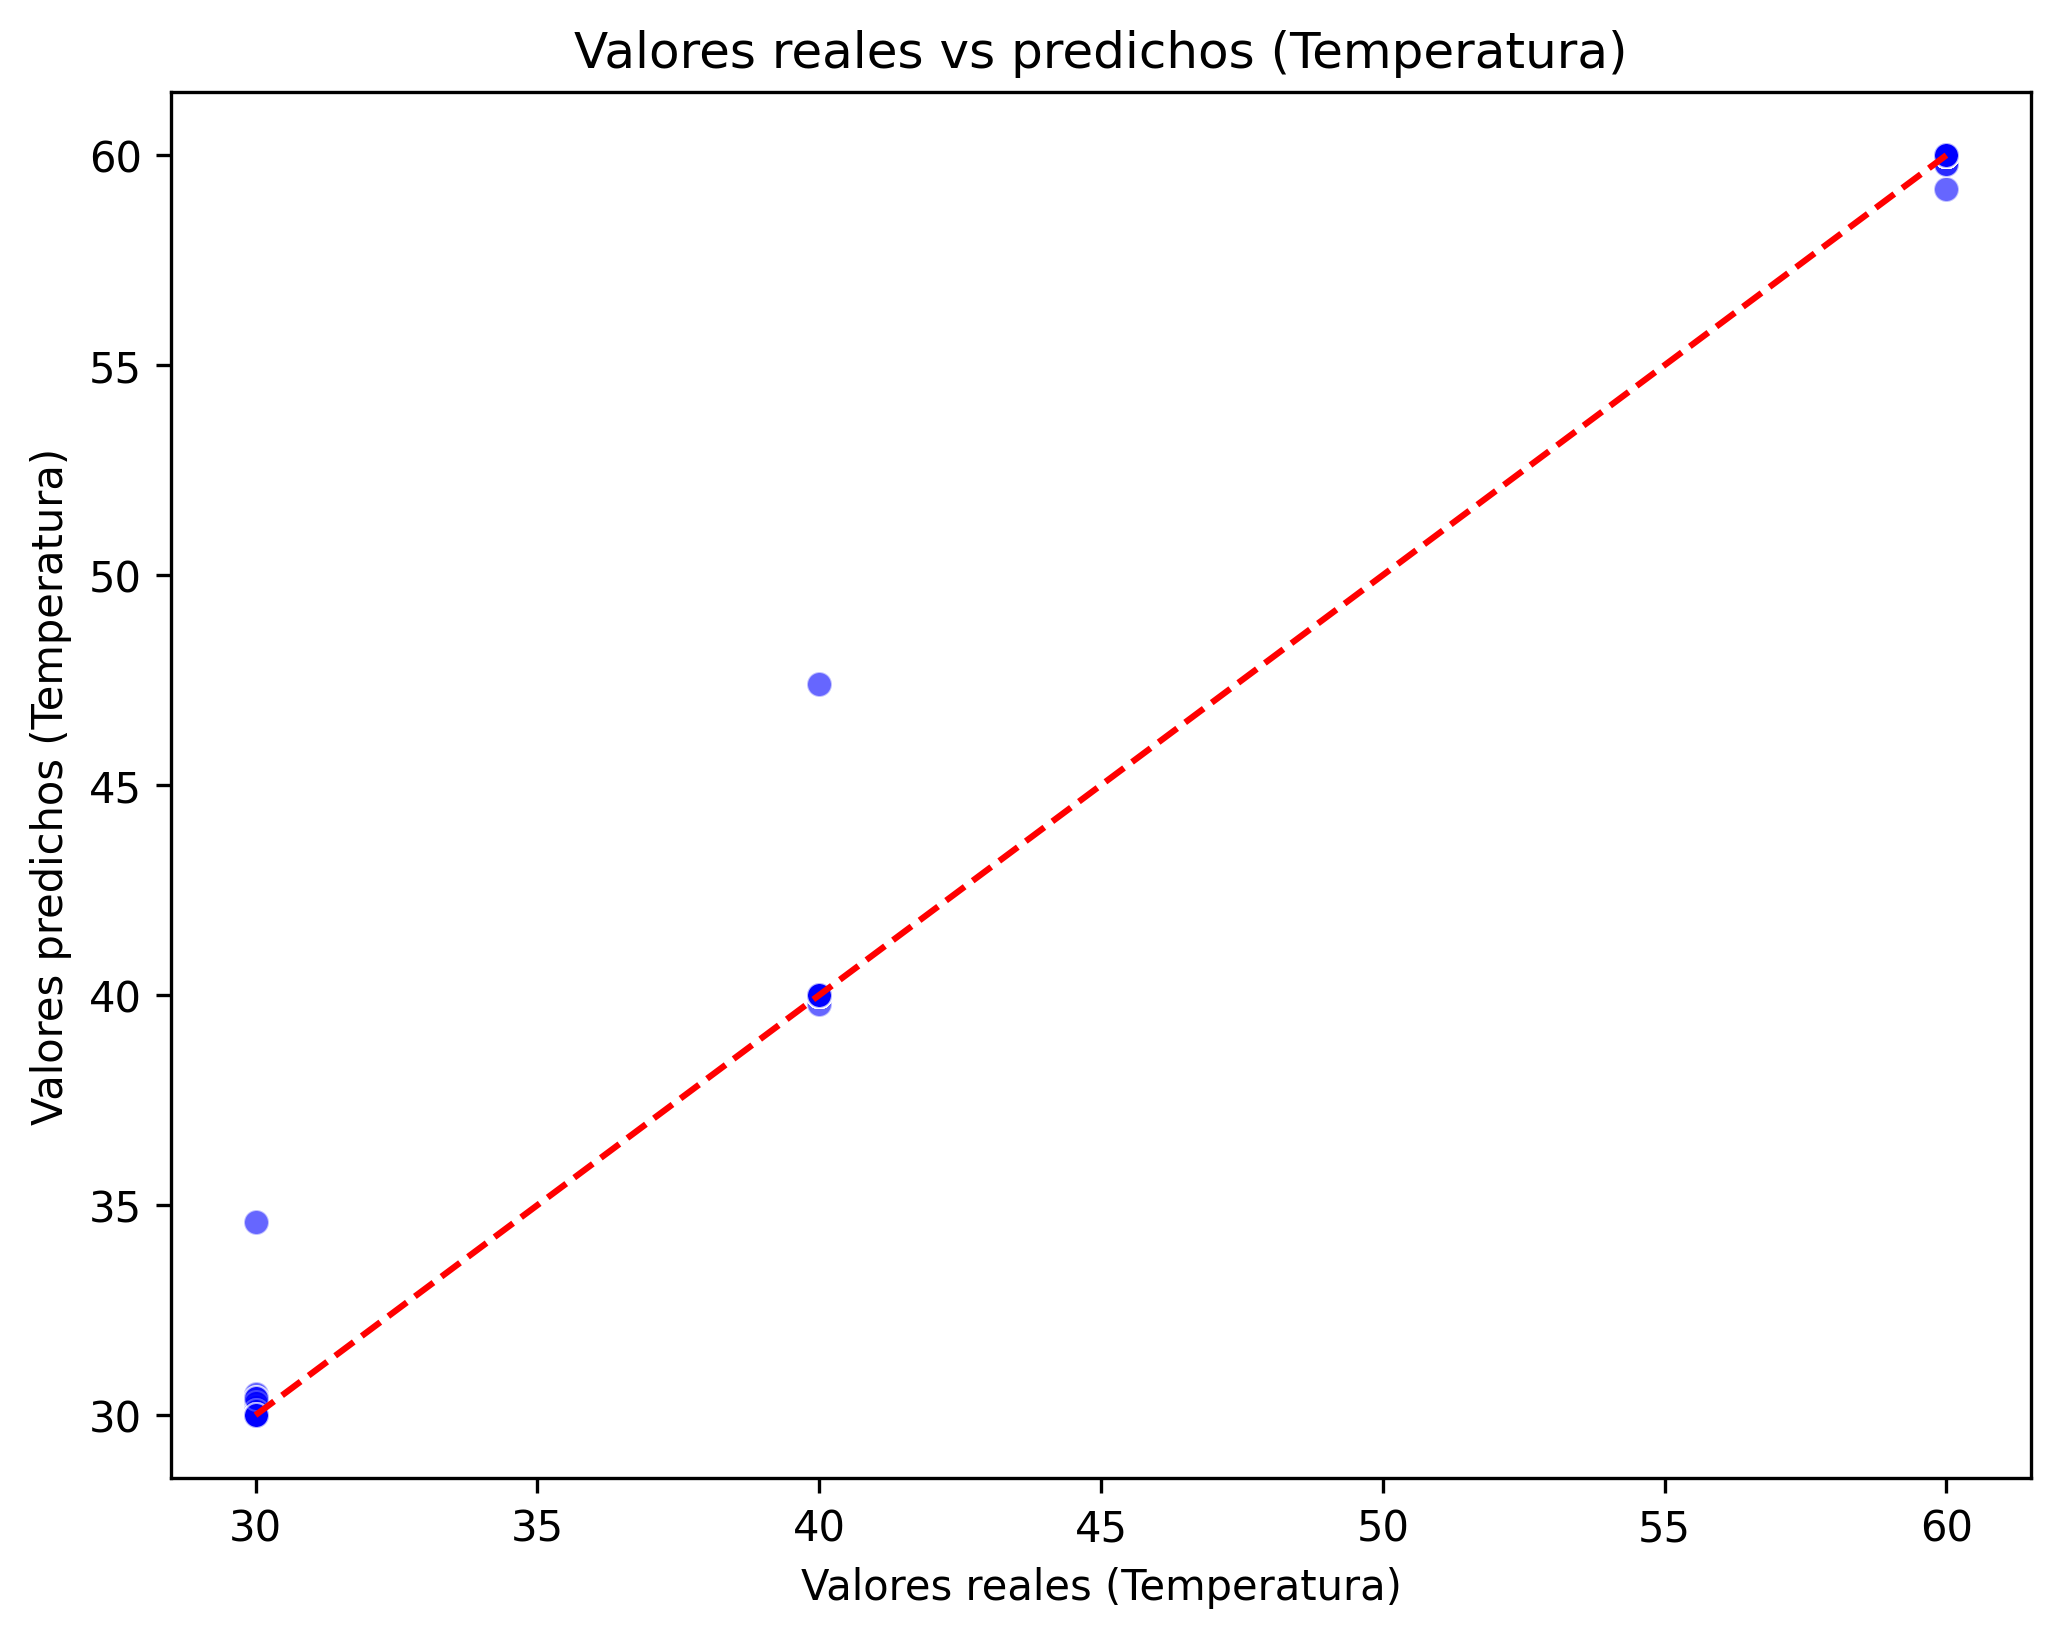 Valores reales vs predichos (Temperatura)
Valores predichos (Temperatura)
60
55
50
45
40
35
30
30 35 40 45 50 55 60
Valores reales (Temperatura)